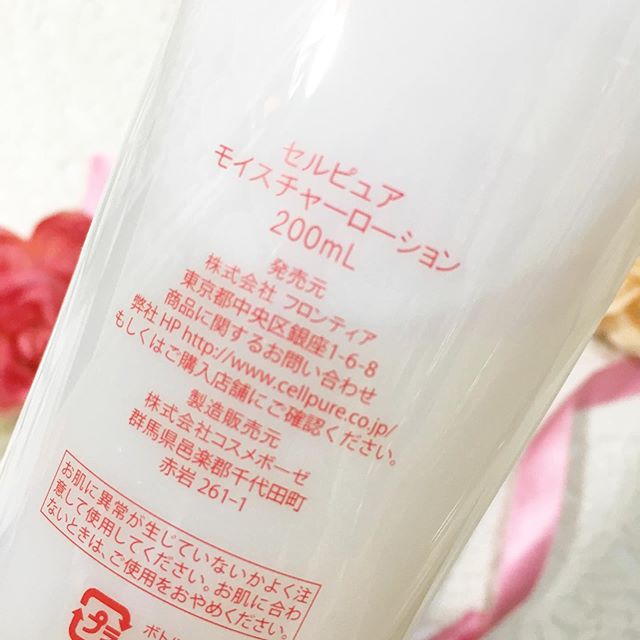 セルピュア
モイスチャーローション
200mL
発売元
株式会社 フロンティア
東京都中央区銀座1-6-8
商品に関するお問い合わせ
弊社 HP http://www.cellpure.co.jp/
もしくはご購入店舗にご確認ください。
製造販売元
株式会社コスメポーゼ
群馬県邑楽郡千代田町
赤岩 261-1
お肌に異常が生じていないかよく注
意して使用してください。お肌に合わ
ないときは、ご使用をおやめください。
プラ